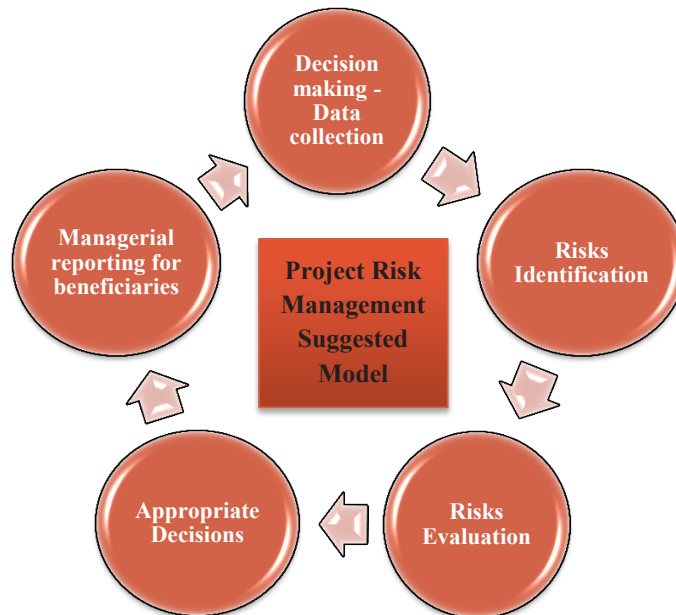 Decision
making -
Data
collection
Risks
Identification
Risks
Evaluation
Appropriate
Decisions
Managerial
reporting for
beneficiaries
Project Risk
Management
Suggested
Model